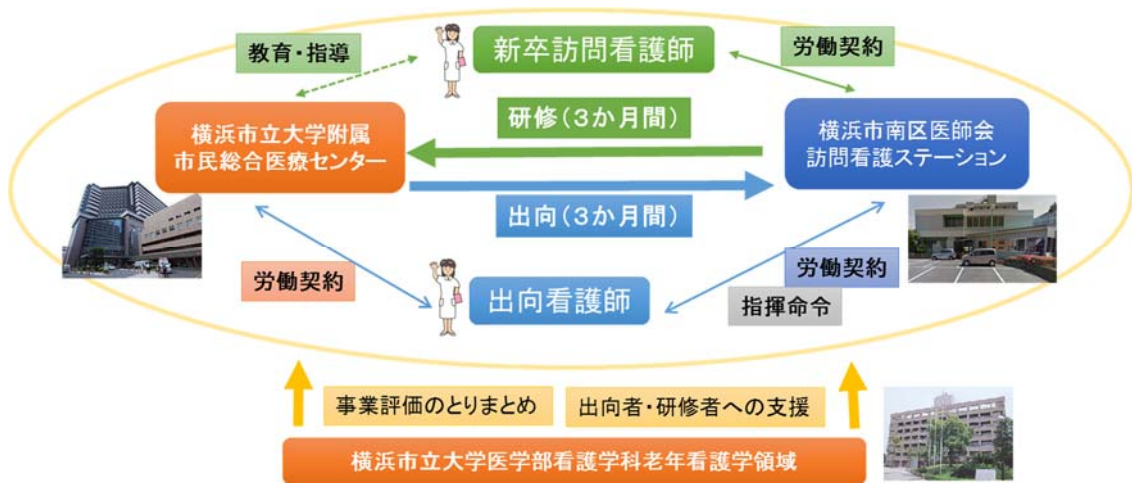 新卒訪問看護師
教育・指導
労働契約
横浜市立大学附属
市民総合医療センター
研修(3か月間)
横浜市南区医師会
訪問看護ステーション
出向(3か月間)
労働契約
出向看護師
労働契約
指揮命令
事業評価のとりまとめ
出向者・研修者への支援
横浜市立大学医学部看護学科老年看護学領域